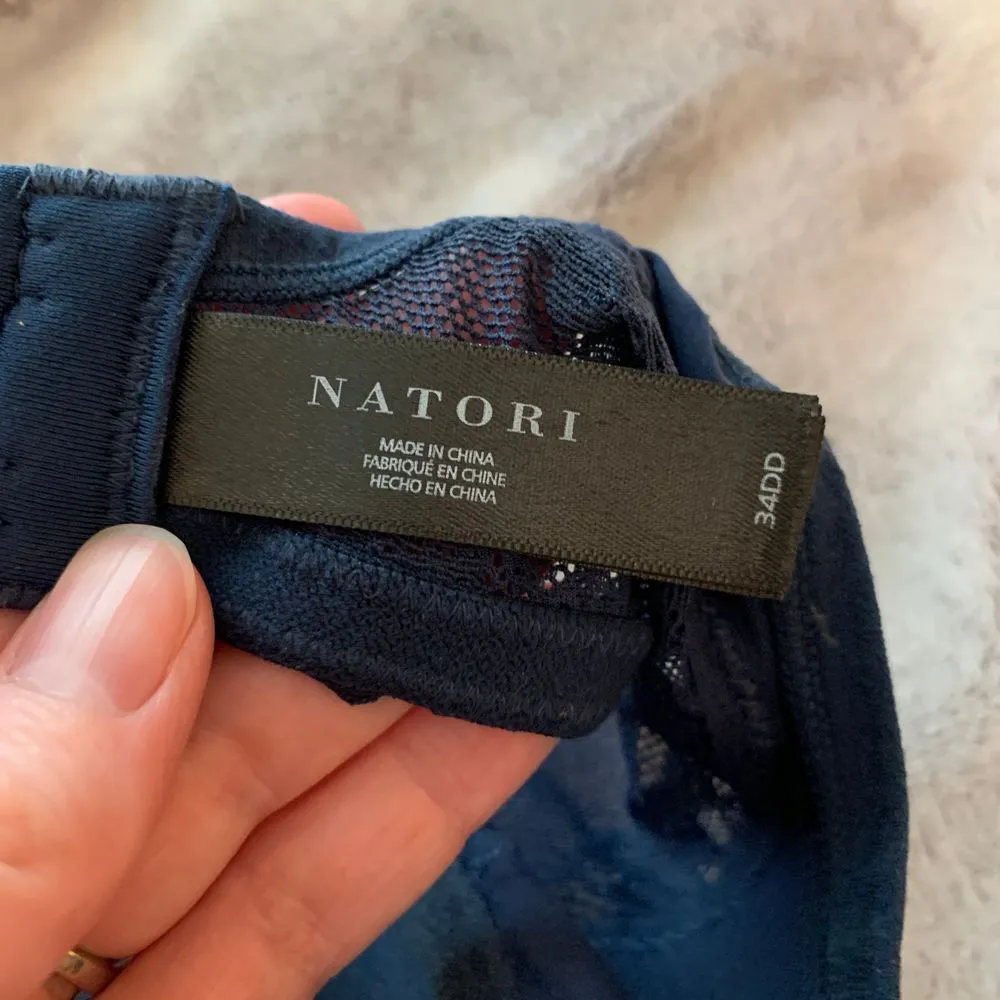 NATORI
MADE IN CHINA
FABRIQUÉ EN CHINE
HECHO EN CHINA
34DD